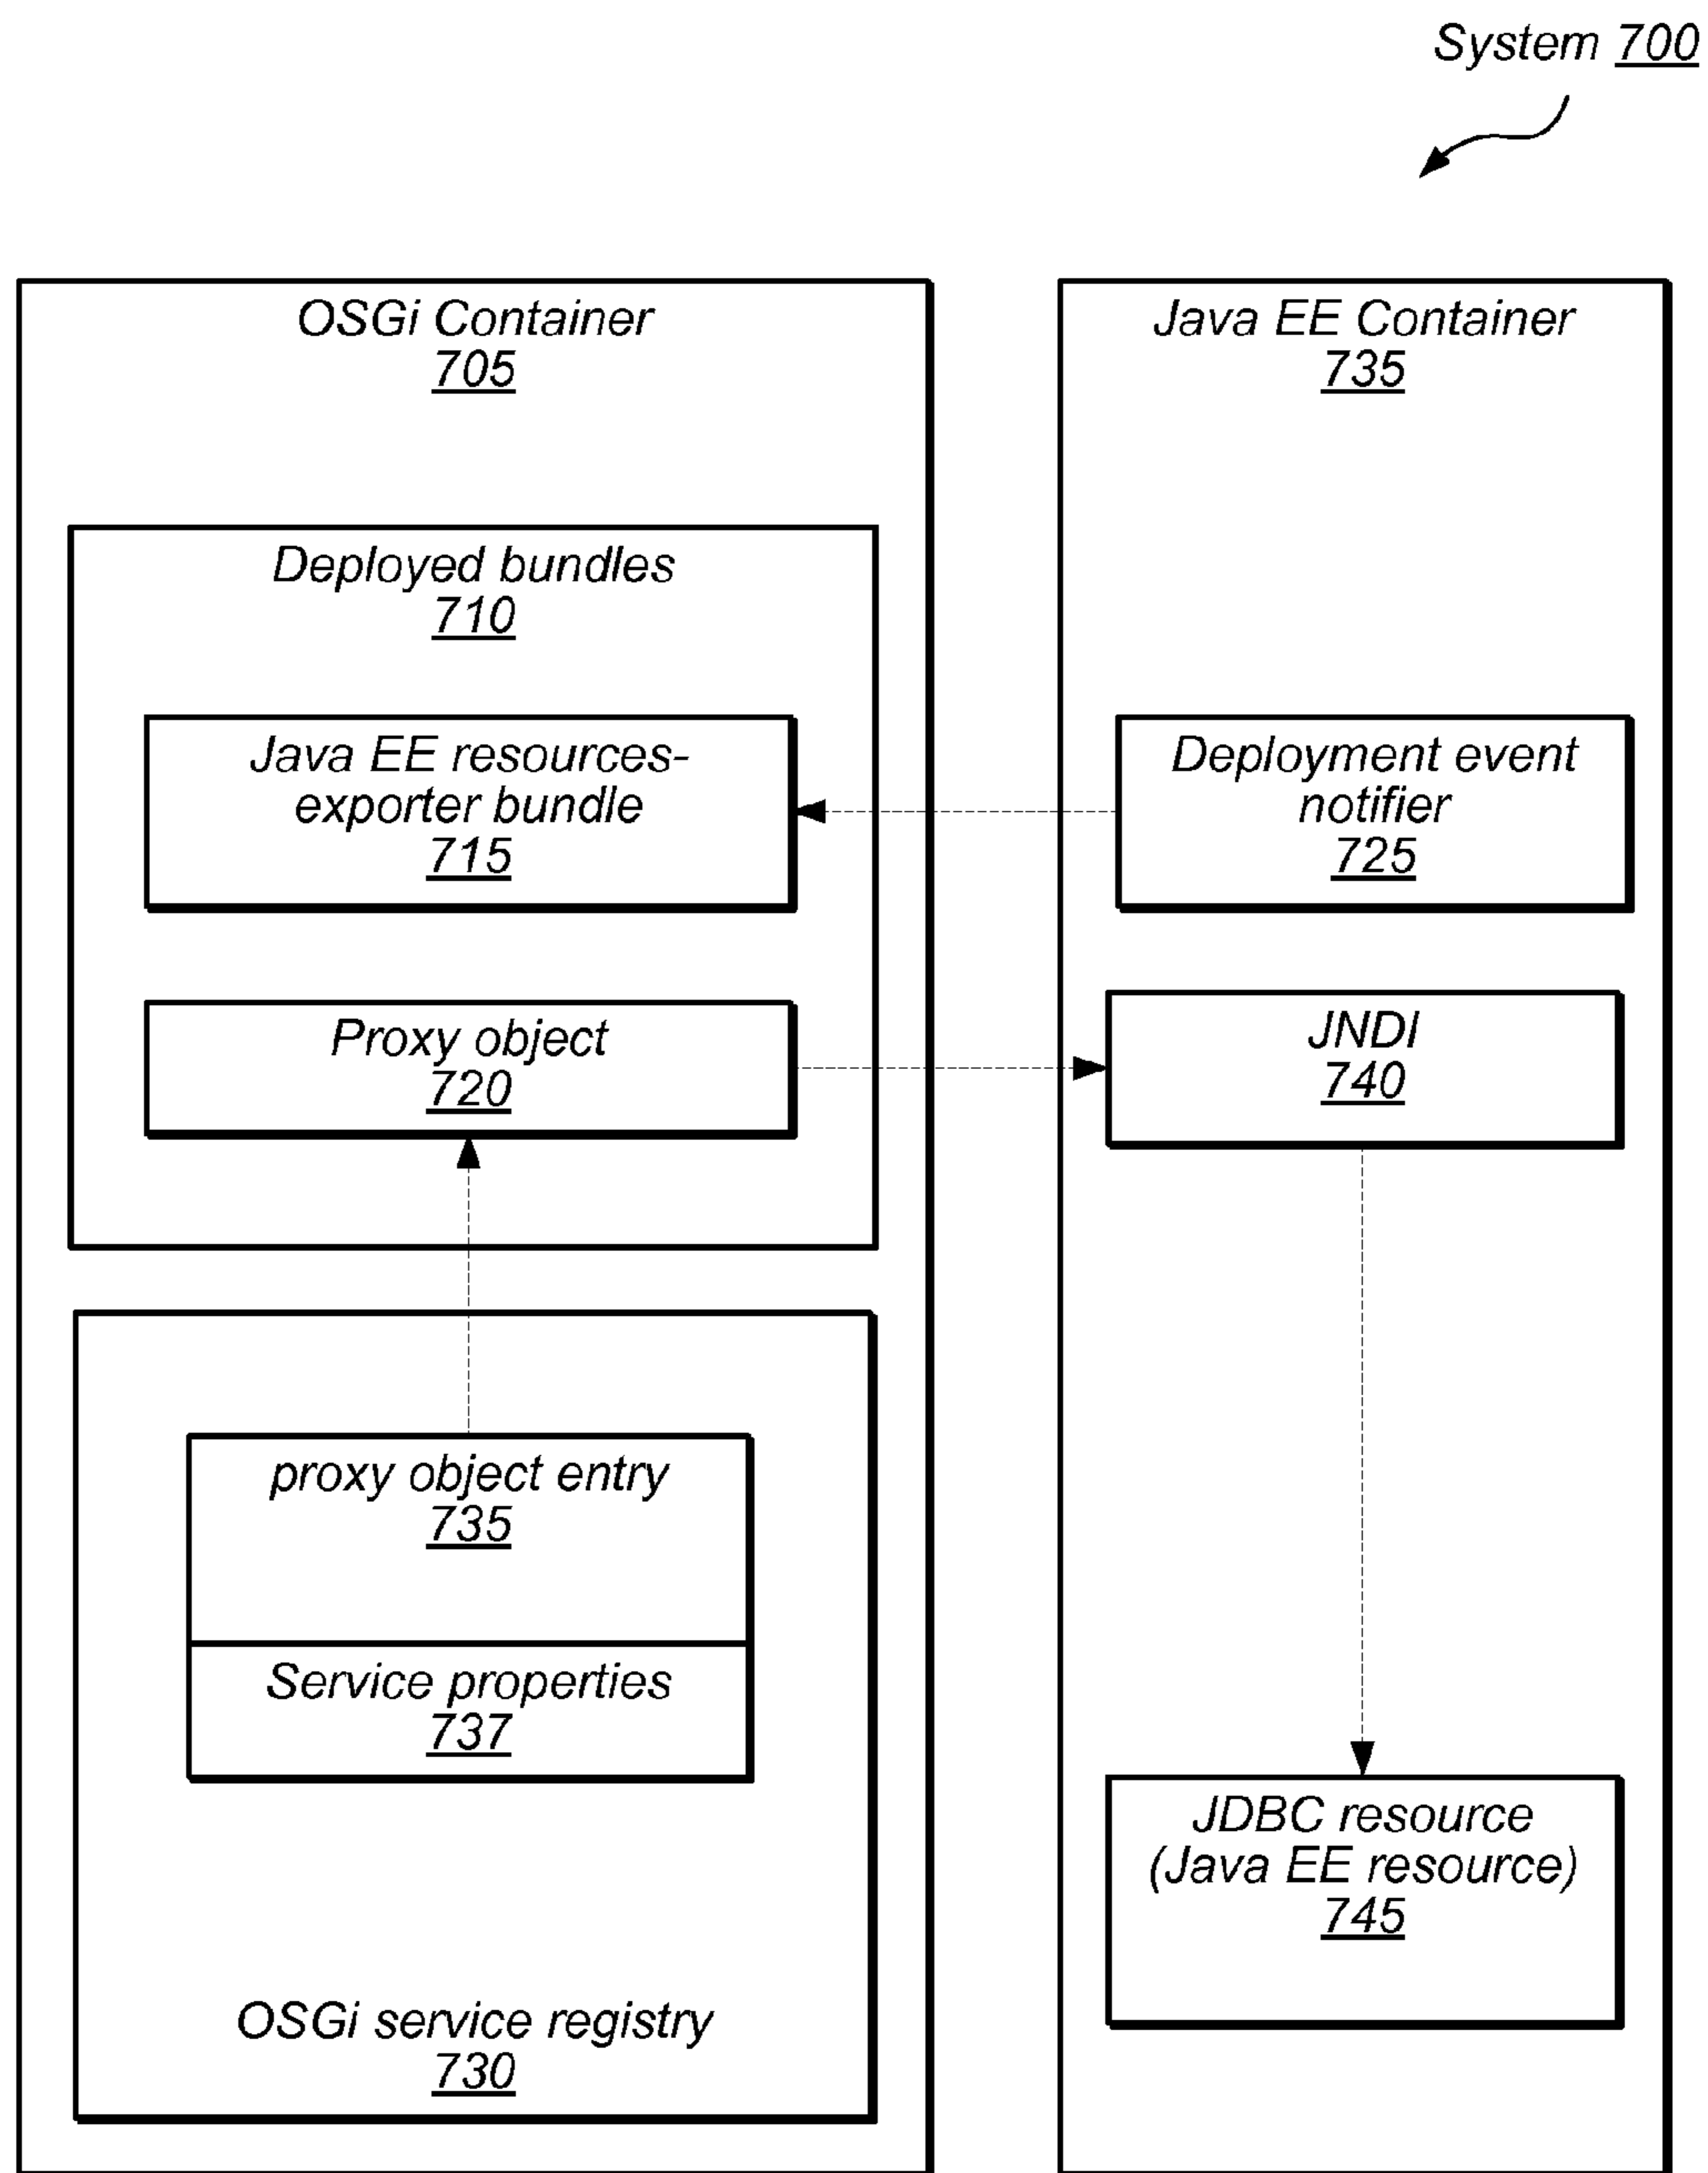 System 700
OSGi Container
705
Deployed bundles
710
Java EE resources-
exporter bundle
715
Proxy object
720
proxy object entry
735
Service properties
737
OSGi service registry
730
Java EE Container
735
Deployment event
notifier
725
JNDI
740
JDBC resource
(Java EE resource)
745